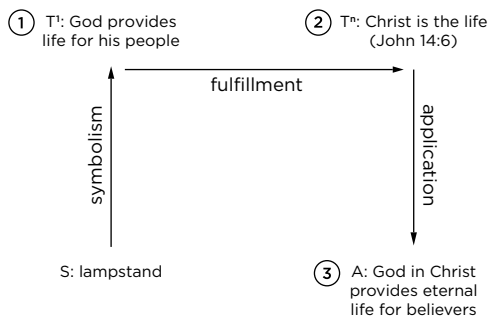 1 T¹: God provides
life for his people
2 Tⁿ: Christ is the life
(John 14:6)
fulfillment
symbolism
application
S: lampstand
3 A: God in Christ
provides eternal
life for believers